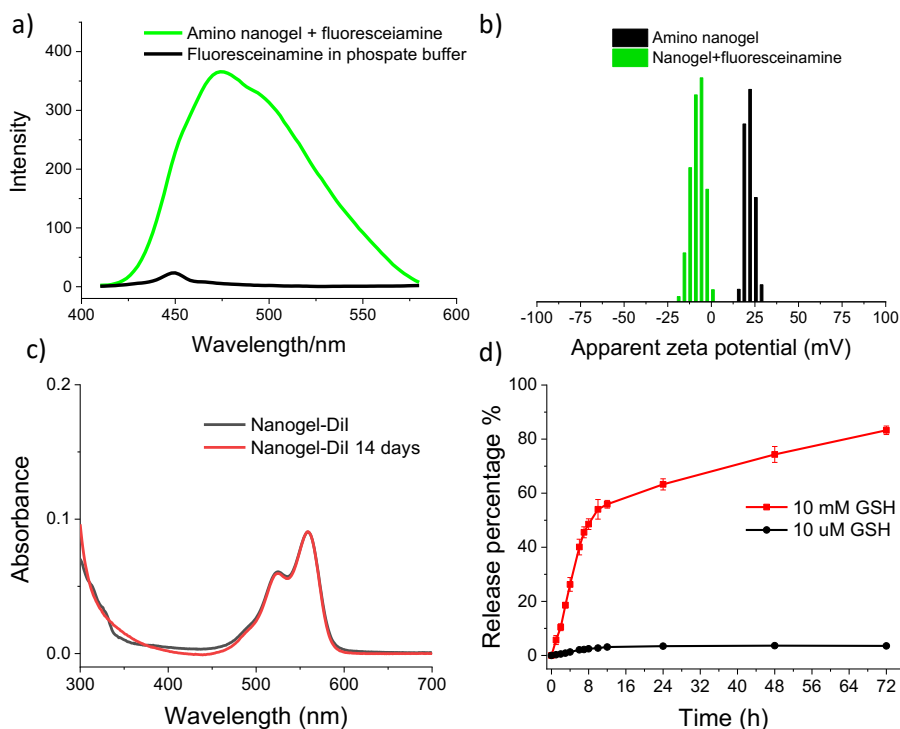 a)
Amino nanogel + fluoresceiamine
Fluoresceinamine in phospate buffer
400
300
200
100
0
Intensity
400 450 500 550 600
Wavelength/nm
b)
Amino nanogel
Nanogel+fluoresceinamine
-100 -75 -50 -25 0 25 50 75 100
Apparent zeta potential (mV)
c)
0.2
0.1
0.0
Absorbance
Nanogel-DiI
Nanogel-DiI 14 days
300 400 500 600 700
Wavelength (nm)
d)
100
80
60
40
20
0
Release percentage %
10 mM GSH
10 uM GSH
0 8 16 24 32 40 48 56 64 72
Time (h)